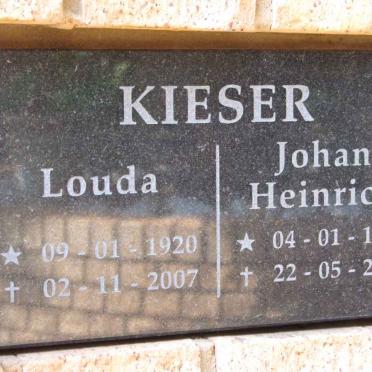 KIESER
Louda
★ 09 - 01 - 1920
✝ 02 - 11 - 2007
Johan
Heinric
★ 04 - 01 - 1
✝ 22 - 05 - 2